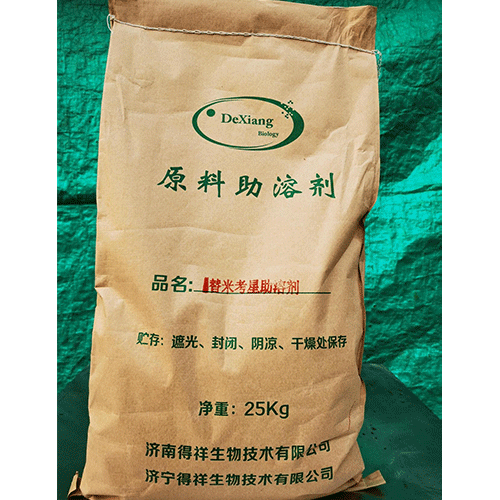 DeXiang
Biology
原料助溶剂
品名：替米考星助溶剂
贮存：遮光、封闭、阴凉、干燥处保存
净重：25Kg
济南得祥生物技术有限公司
济宁得祥生物技术有限公司